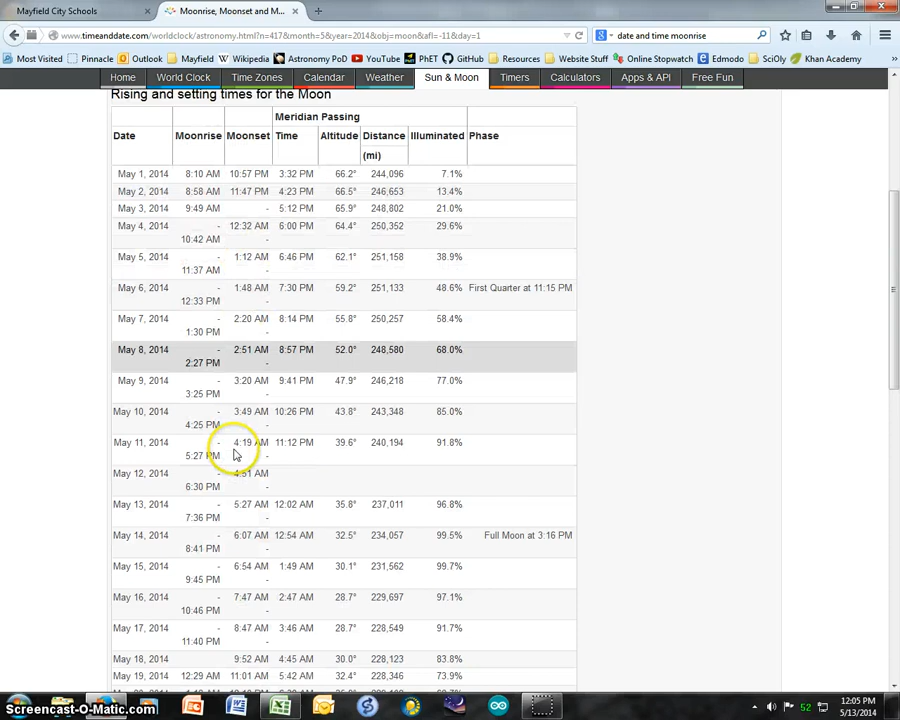 Mayfield City Schools × Moonrise, Moonset and M... × +
www.timeanddate.com/worldclock/astronomy.html?n=417&month=5&year=2014&obj=moon&afl=-11&day=1 date and time moonrise
Most Visited Pinnacle Outlook Mayfield Wikipedia Astronomy PoD YouTube PhET GitHub Resources Website Stuff Online Stopwatch Edmodo SciOly Khan Academy
Home World Clock Time Zones Calendar Weather Sun & Moon Timers Calculators Apps & API Free Fun
Rising and setting times for the Moon
Meridian Passing
Date Moonrise Moonset Time Altitude Distance Illuminated Phase
(mi)
May 1, 2014 8:10 AM 10:57 PM 3:32 PM 66.2° 244,096 7.1%
May 2, 2014 8:58 AM 11:47 PM 4:23 PM 66.5° 246,653 13.4%
May 3, 2014 9:49 AM - 5:12 PM 65.9° 248,802 21.0%
May 4, 2014 - 12:32 AM 6:00 PM 64.4° 250,352 29.6%
10:42 AM -
May 5, 2014 - 1:12 AM 6:46 PM 62.1° 251,158 38.9%
11:37 AM -
May 6, 2014 - 1:48 AM 7:30 PM 59.2° 251,133 48.6% First Quarter at 11:15 PM
12:33 PM -
May 7, 2014 - 2:20 AM 8:14 PM 55.8° 250,257 58.4%
1:30 PM -
May 8, 2014 - 2:51 AM 8:57 PM 52.0° 248,580 68.0%
2:27 PM -
May 9, 2014 - 3:20 AM 9:41 PM 47.9° 246,218 77.0%
3:25 PM -
May 10, 2014 - 3:49 AM 10:26 PM 43.8° 243,348 85.0%
4:25 PM -
May 11, 2014 - 4:19 AM 11:12 PM 39.6° 240,194 91.8%
5:27 PM -
May 12, 2014 - 4:51 AM
6:30 PM -
May 13, 2014 - 5:27 AM 12:02 AM 35.8° 237,011 96.8%
7:36 PM -
May 14, 2014 - 6:07 AM 12:54 AM 32.5° 234,057 99.5% Full Moon at 3:16 PM
8:41 PM -
May 15, 2014 - 6:54 AM 1:49 AM 30.1° 231,562 99.7%
9:45 PM -
May 16, 2014 - 7:47 AM 2:47 AM 28.7° 229,697 97.1%
10:46 PM -
May 17, 2014 - 8:47 AM 3:46 AM 28.7° 228,549 91.7%
11:40 PM -
May 18, 2014 9:52 AM 4:45 AM 30.0° 228,123 83.8%
May 19, 2014 12:29 AM 11:01 AM 5:42 AM 32.4° 228,346 73.9%
Screencast-O-Matic.com 52 12:05 PM
5/13/2014